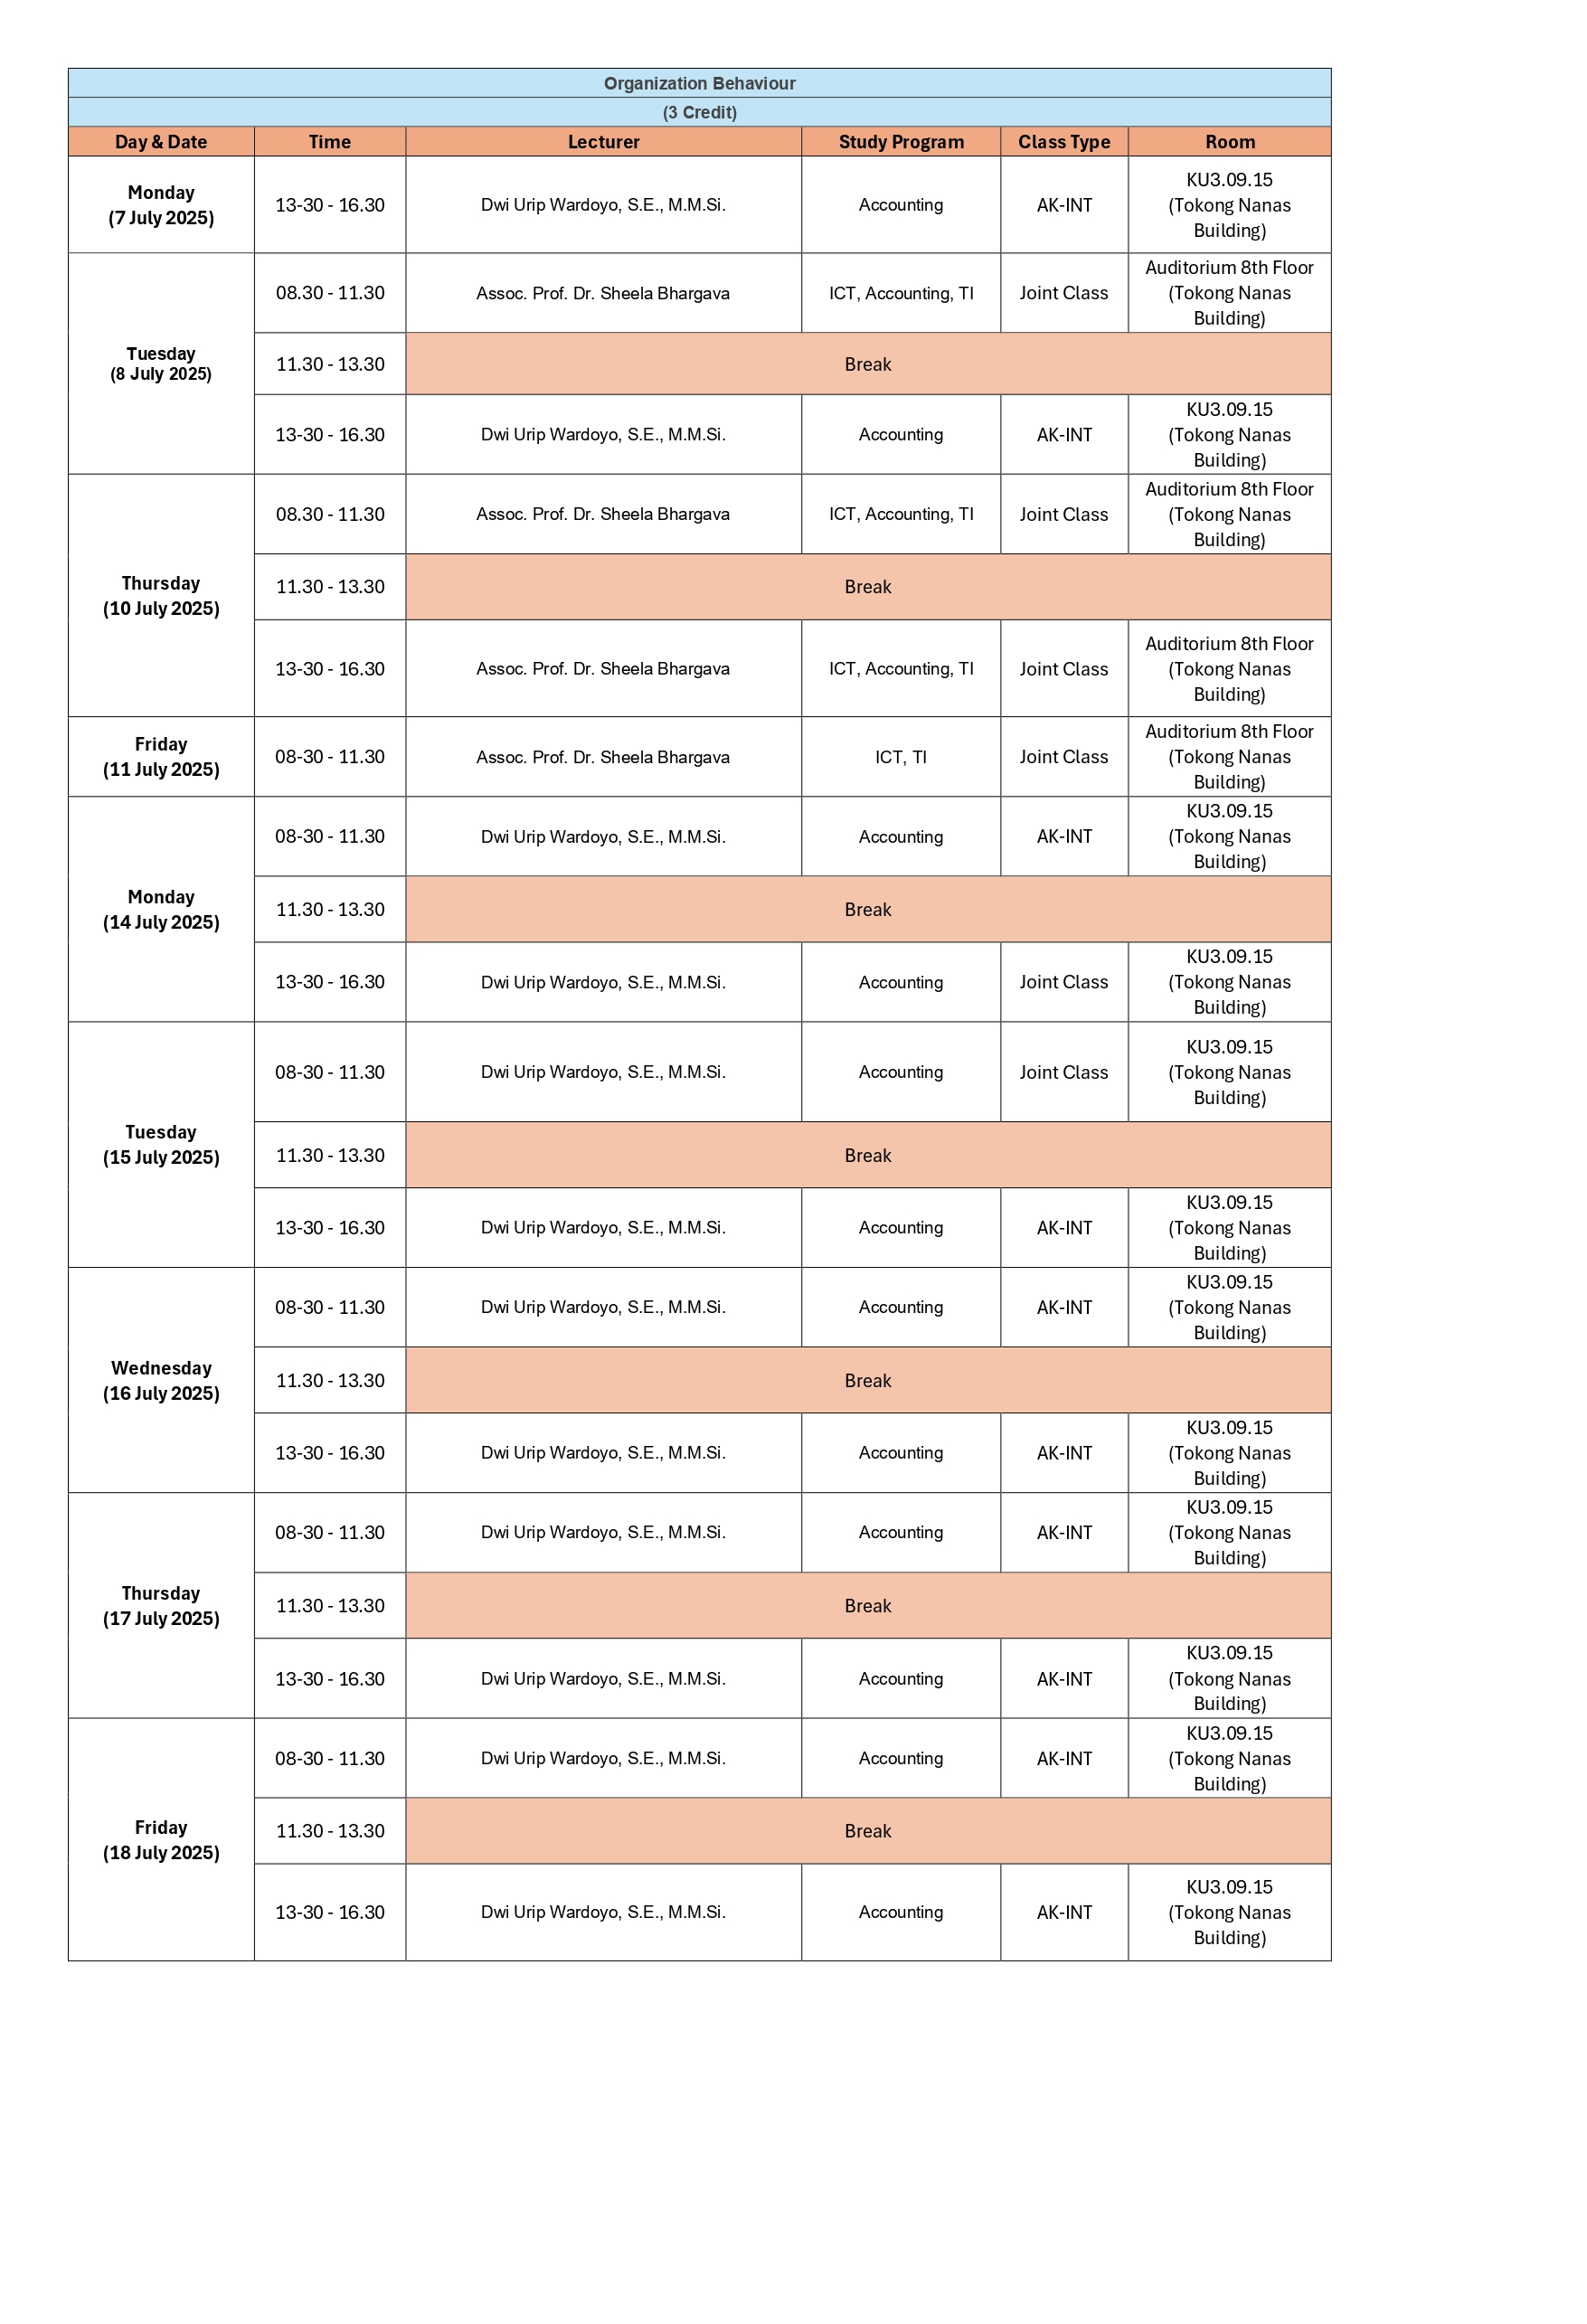 Organization Behaviour
(3 Credit)
Day & Date Time Lecturer Study Program Class Type Room
Monday
(7 July 2025)
13-30 - 16.30
Dwi Urip Wardoyo, S.E., M.M.Si.
Accounting
AK-INT
KU3.09.15
(Tokong Nanas
Building)
Tuesday
(8 July 2025)
08.30 - 11.30
Assoc. Prof. Dr. Sheela Bhargava
ICT, Accounting, TI
Joint Class
Auditorium 8th Floor
(Tokong Nanas
Building)
11.30 - 13.30
Break
13-30 - 16.30
Dwi Urip Wardoyo, S.E., M.M.Si.
Accounting
AK-INT
KU3.09.15
(Tokong Nanas
Building)
Thursday
(10 July 2025)
08.30 - 11.30
Assoc. Prof. Dr. Sheela Bhargava
ICT, Accounting, TI
Joint Class
Auditorium 8th Floor
(Tokong Nanas
Building)
11.30 - 13.30
Break
13-30 - 16.30
Assoc. Prof. Dr. Sheela Bhargava
ICT, Accounting, TI
Joint Class
Auditorium 8th Floor
(Tokong Nanas
Building)
Friday
(11 July 2025)
08-30 - 11.30
Assoc. Prof. Dr. Sheela Bhargava
ICT, TI
Joint Class
Auditorium 8th Floor
(Tokong Nanas
Building)
Monday
(14 July 2025)
08-30 - 11.30
Dwi Urip Wardoyo, S.E., M.M.Si.
Accounting
AK-INT
KU3.09.15
(Tokong Nanas
Building)
11.30 - 13.30
Break
13-30 - 16.30
Dwi Urip Wardoyo, S.E., M.M.Si.
Accounting
Joint Class
KU3.09.15
(Tokong Nanas
Building)
Tuesday
(15 July 2025)
08-30 - 11.30
Dwi Urip Wardoyo, S.E., M.M.Si.
Accounting
Joint Class
KU3.09.15
(Tokong Nanas
Building)
11.30 - 13.30
Break
13-30 - 16.30
Dwi Urip Wardoyo, S.E., M.M.Si.
Accounting
AK-INT
KU3.09.15
(Tokong Nanas
Building)
Wednesday
(16 July 2025)
08-30 - 11.30
Dwi Urip Wardoyo, S.E., M.M.Si.
Accounting
AK-INT
KU3.09.15
(Tokong Nanas
Building)
11.30 - 13.30
Break
13-30 - 16.30
Dwi Urip Wardoyo, S.E., M.M.Si.
Accounting
AK-INT
KU3.09.15
(Tokong Nanas
Building)
Thursday
(17 July 2025)
08-30 - 11.30
Dwi Urip Wardoyo, S.E., M.M.Si.
Accounting
AK-INT
KU3.09.15
(Tokong Nanas
Building)
11.30 - 13.30
Break
13-30 - 16.30
Dwi Urip Wardoyo, S.E., M.M.Si.
Accounting
AK-INT
KU3.09.15
(Tokong Nanas
Building)
Friday
(18 July 2025)
08-30 - 11.30
Dwi Urip Wardoyo, S.E., M.M.Si.
Accounting
AK-INT
KU3.09.15
(Tokong Nanas
Building)
11.30 - 13.30
Break
13-30 - 16.30
Dwi Urip Wardoyo, S.E., M.M.Si.
Accounting
AK-INT
KU3.09.15
(Tokong Nanas
Building)